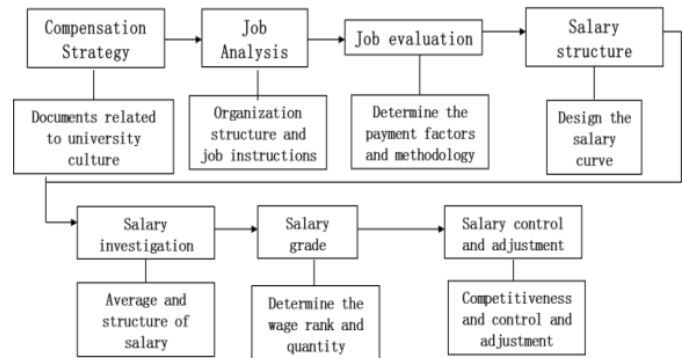 Compensation
Strategy
Job
Analysis
Job evaluation
Salary
structure
Documents related
to university
culture
Organization
structure and
job instructions
Determine the
payment factors
and methodology
Design the
salary
curve
Salary
investigation
Salary
grade
Salary control
and adjustment
Average and
structure of
salary
Determine the
wage rank and
quantity
Competitiveness
and control and
adjustment